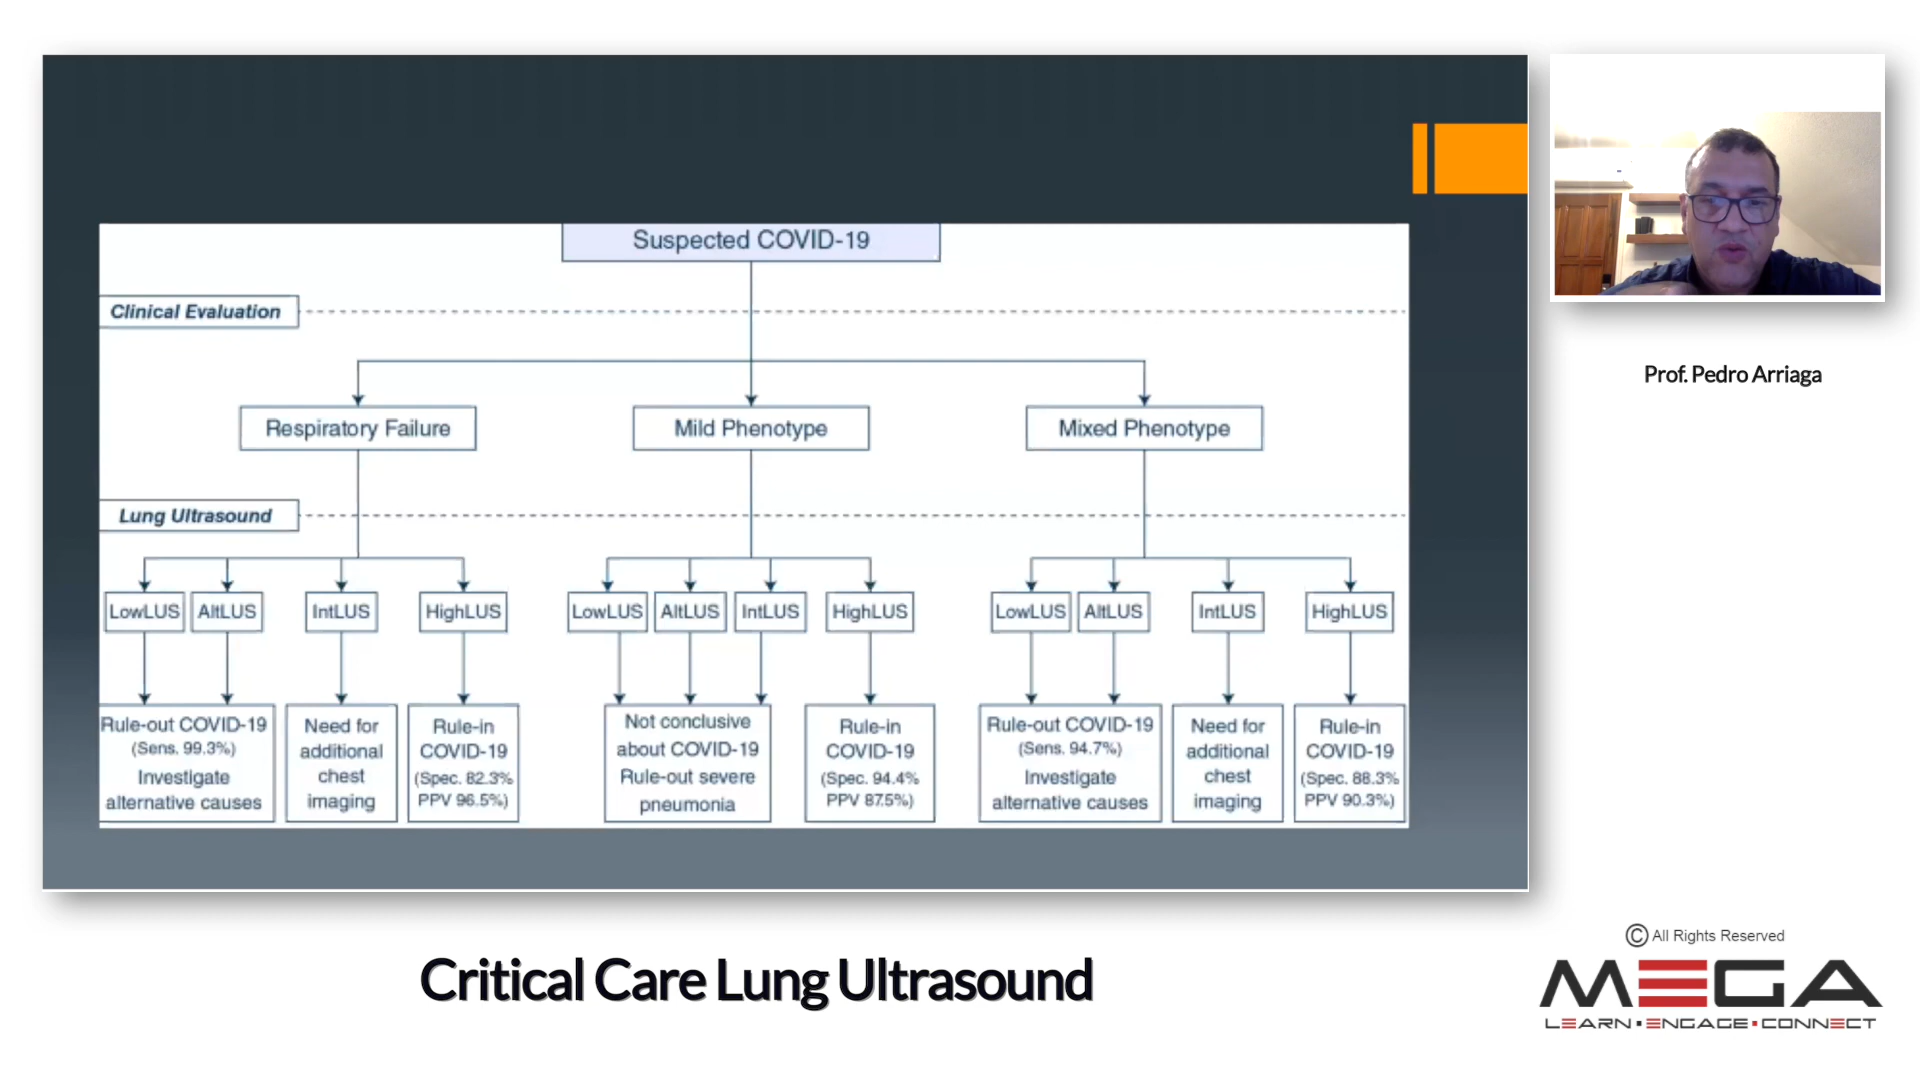 Suspected COVID-19
Clinical Evaluation
Respiratory Failure
Mild Phenotype
Mixed Phenotype
Lung Ultrasound
LowLUS
AltLUS
IntLUS
HighLUS
LowLUS
AltLUS
IntLUS
HighLUS
LowLUS
AltLUS
IntLUS
HighLUS
Rule-out COVID-19
(Sens. 99.3%)
Investigate
alternative causes
Need for
additional
chest
imaging
Rule-in
COVID-19
(Spec. 82.3%
PPV 96.5%)
Not conclusive
about COVID-19
Rule-out severe
pneumonia
Rule-in
COVID-19
(Spec. 94.4%
PPV 87.5%)
Rule-out COVID-19
(Sens. 94.7%)
Investigate
alternative causes
Need for
additional
chest
imaging
Rule-in
COVID-19
(Spec. 88.3%
PPV 90.3%)
Prof. Pedro Arriaga
Critical Care Lung Ultrasound
© All Rights Reserved
MEGA
LEARN▪ENGAGE▪CONNECT